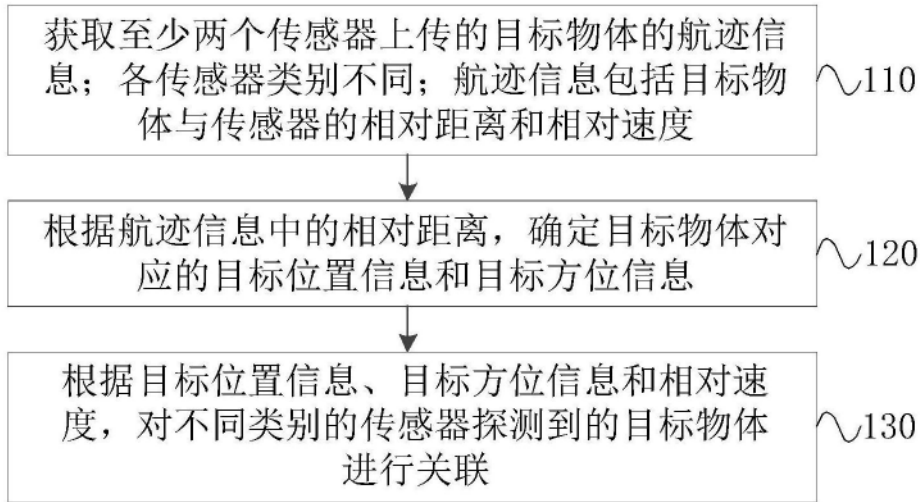 获取至少两个传感器上传的目标物体的航迹信
息；各传感器类别不同；航迹信息包括目标物
体与传感器的相对距离和相对速度
110
根据航迹信息中的相对距离，确定目标物体对
应的目标位置信息和目标方位信息
120
根据目标位置信息、目标方位信息和相对速
度，对不同类别的传感器探测到的目标物体
进行关联
130